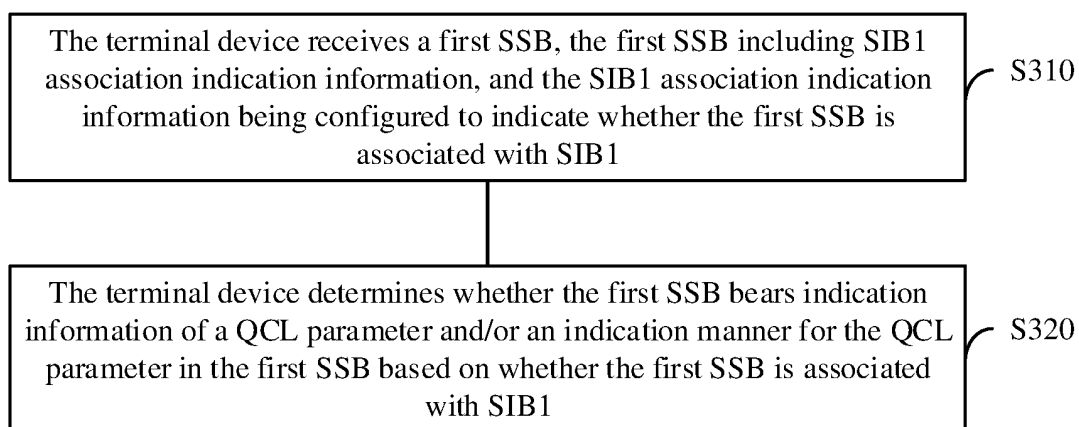 The terminal device receives a first SSB, the first SSB including SIB1
association indication information, and the SIB1 association indication
information being configured to indicate whether the first SSB is
associated with SIB1
S310
The terminal device determines whether the first SSB bears indication
information of a QCL parameter and/or an indication manner for the QCL
parameter in the first SSB based on whether the first SSB is associated
with SIB1
S320